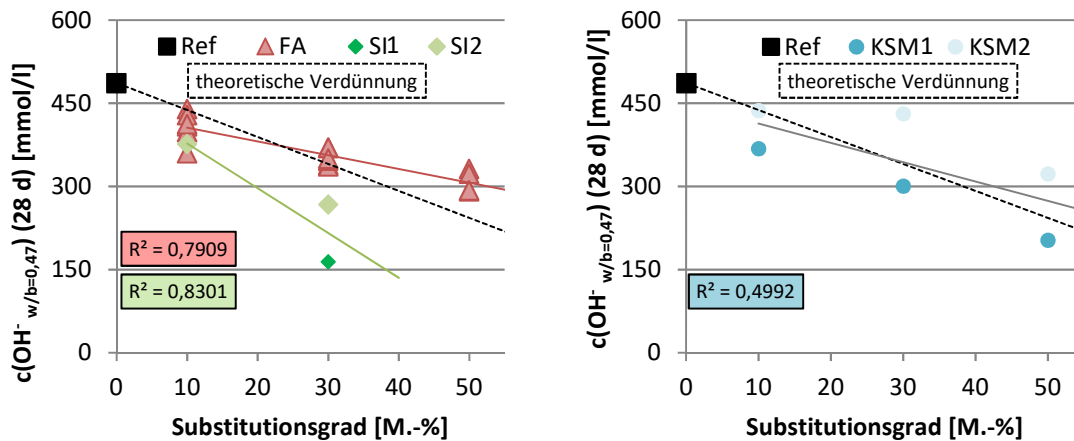 600
450
300
150
0
c(OH⁻ w/b=0,47) (28 d) [mmol/l]
Ref FA SI1 SI2
theoretische Verdünnung
R² = 0,7909
R² = 0,8301
0 10 20 30 40 50
Substitutionsgrad [M.-%]
600
450
300
150
0
c(OH⁻ w/b=0,47) (28 d) [mmol/l]
Ref KSM1 KSM2
theoretische Verdünnung
R² = 0,4992
0 10 20 30 40 50
Substitutionsgrad [M.-%]